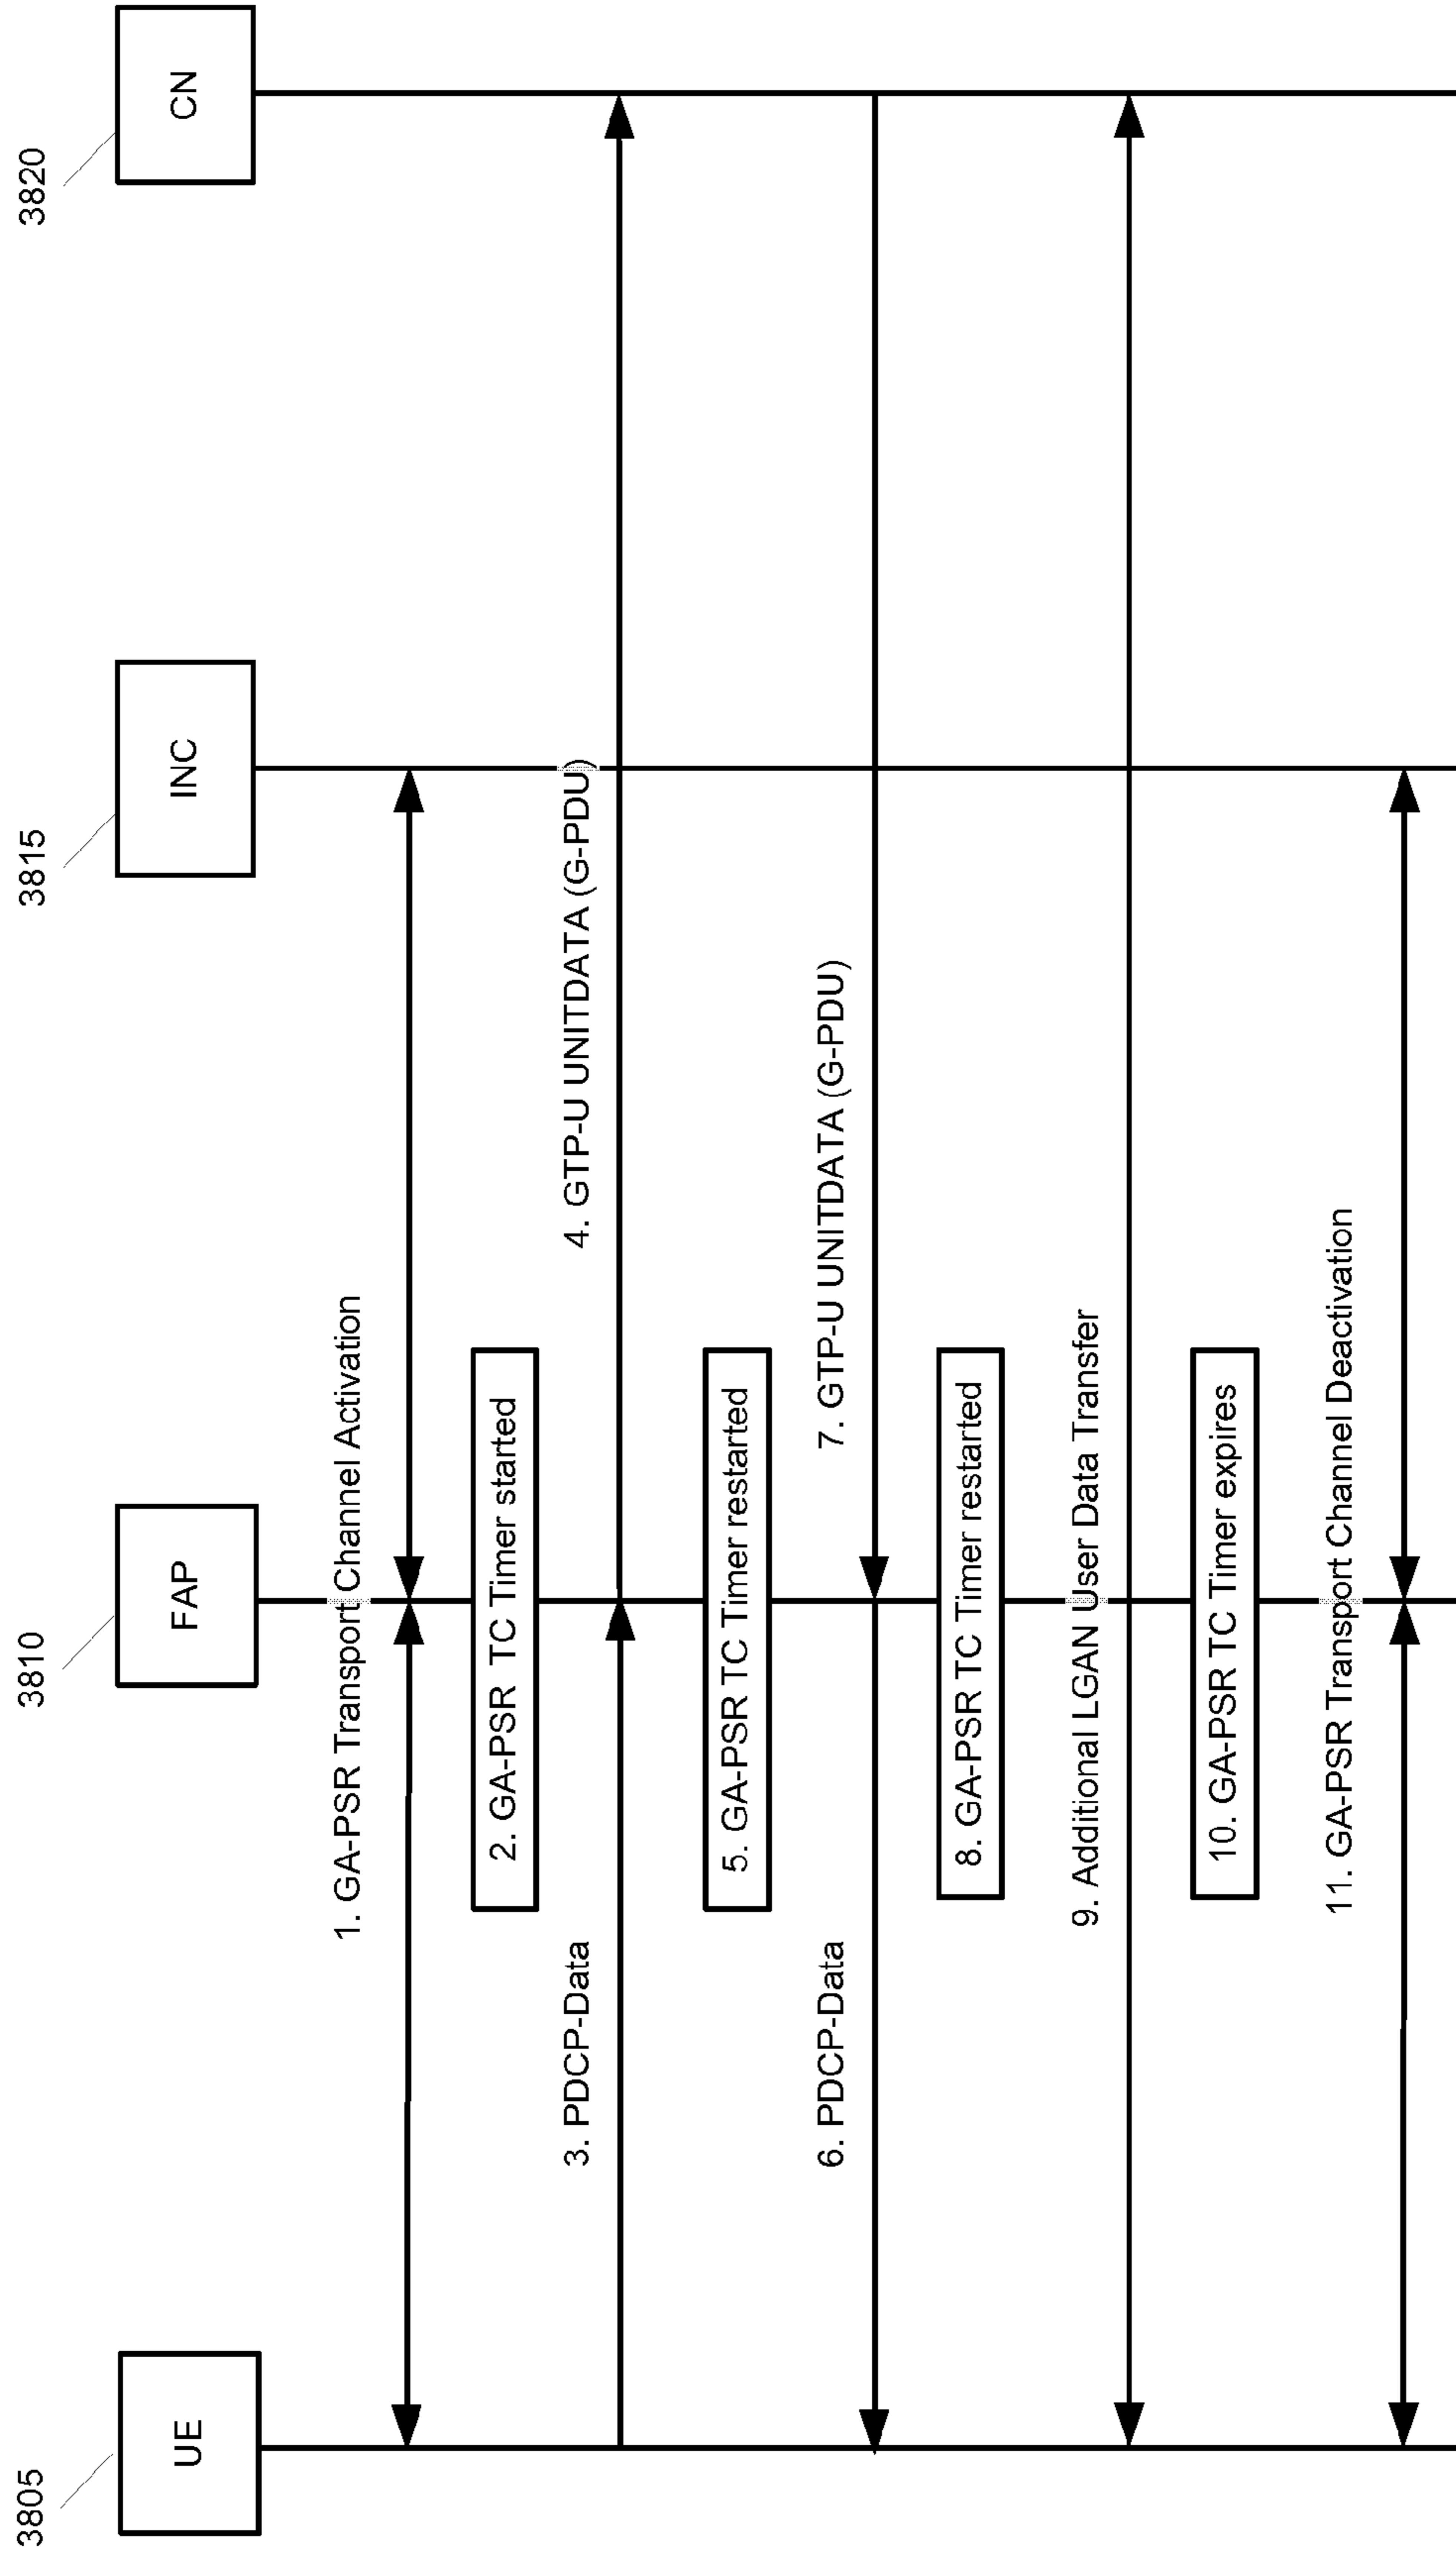 3805
3810
3815
3820
UE
FAP
INC
CN
1. GA-PSR Transport Channel Activation
2. GA-PSR TC Timer started
3. PDCP-Data
4. GTP-U UNITDATA (G-PDU)
5. GA-PSR TC Timer restarted
6. PDCP-Data
7. GTP-U UNITDATA (G-PDU)
8. GA-PSR TC Timer restarted
9. Additional LGAN User Data Transfer
10. GA-PSR TC Timer expires
11. GA-PSR Transport Channel Deactivation